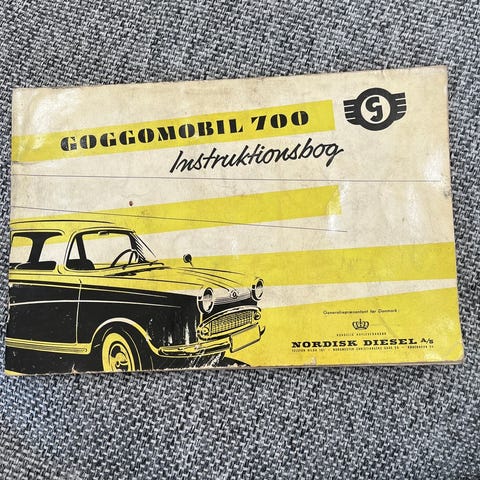 GOGGOMOBIL 700
G
Instruktionsbog
Generalrepræsentant for Danmark
NORDISK DIESEL A/S